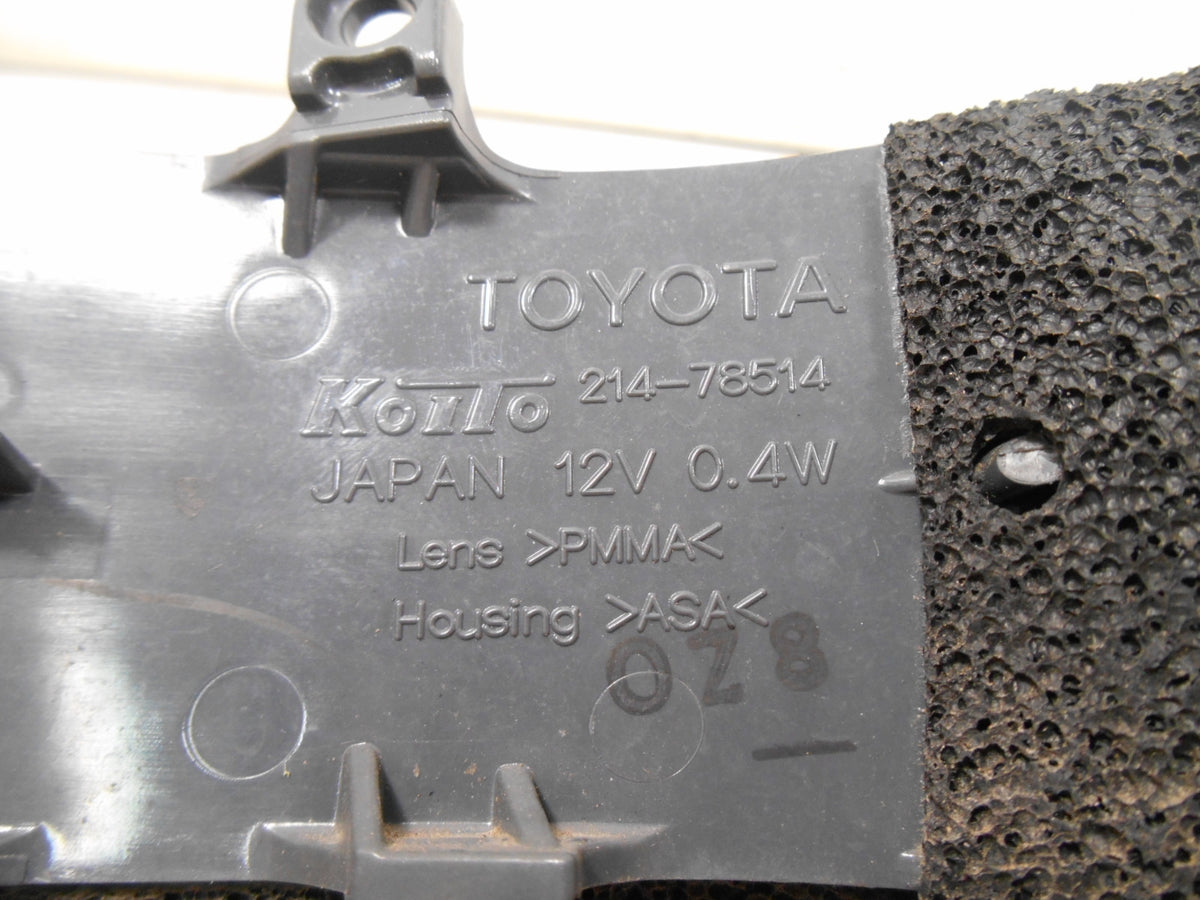 TOYOTA
KOITO 214-78514
JAPAN 12V 0.4W
Lens >PMMA<
Housing >ASA<
028